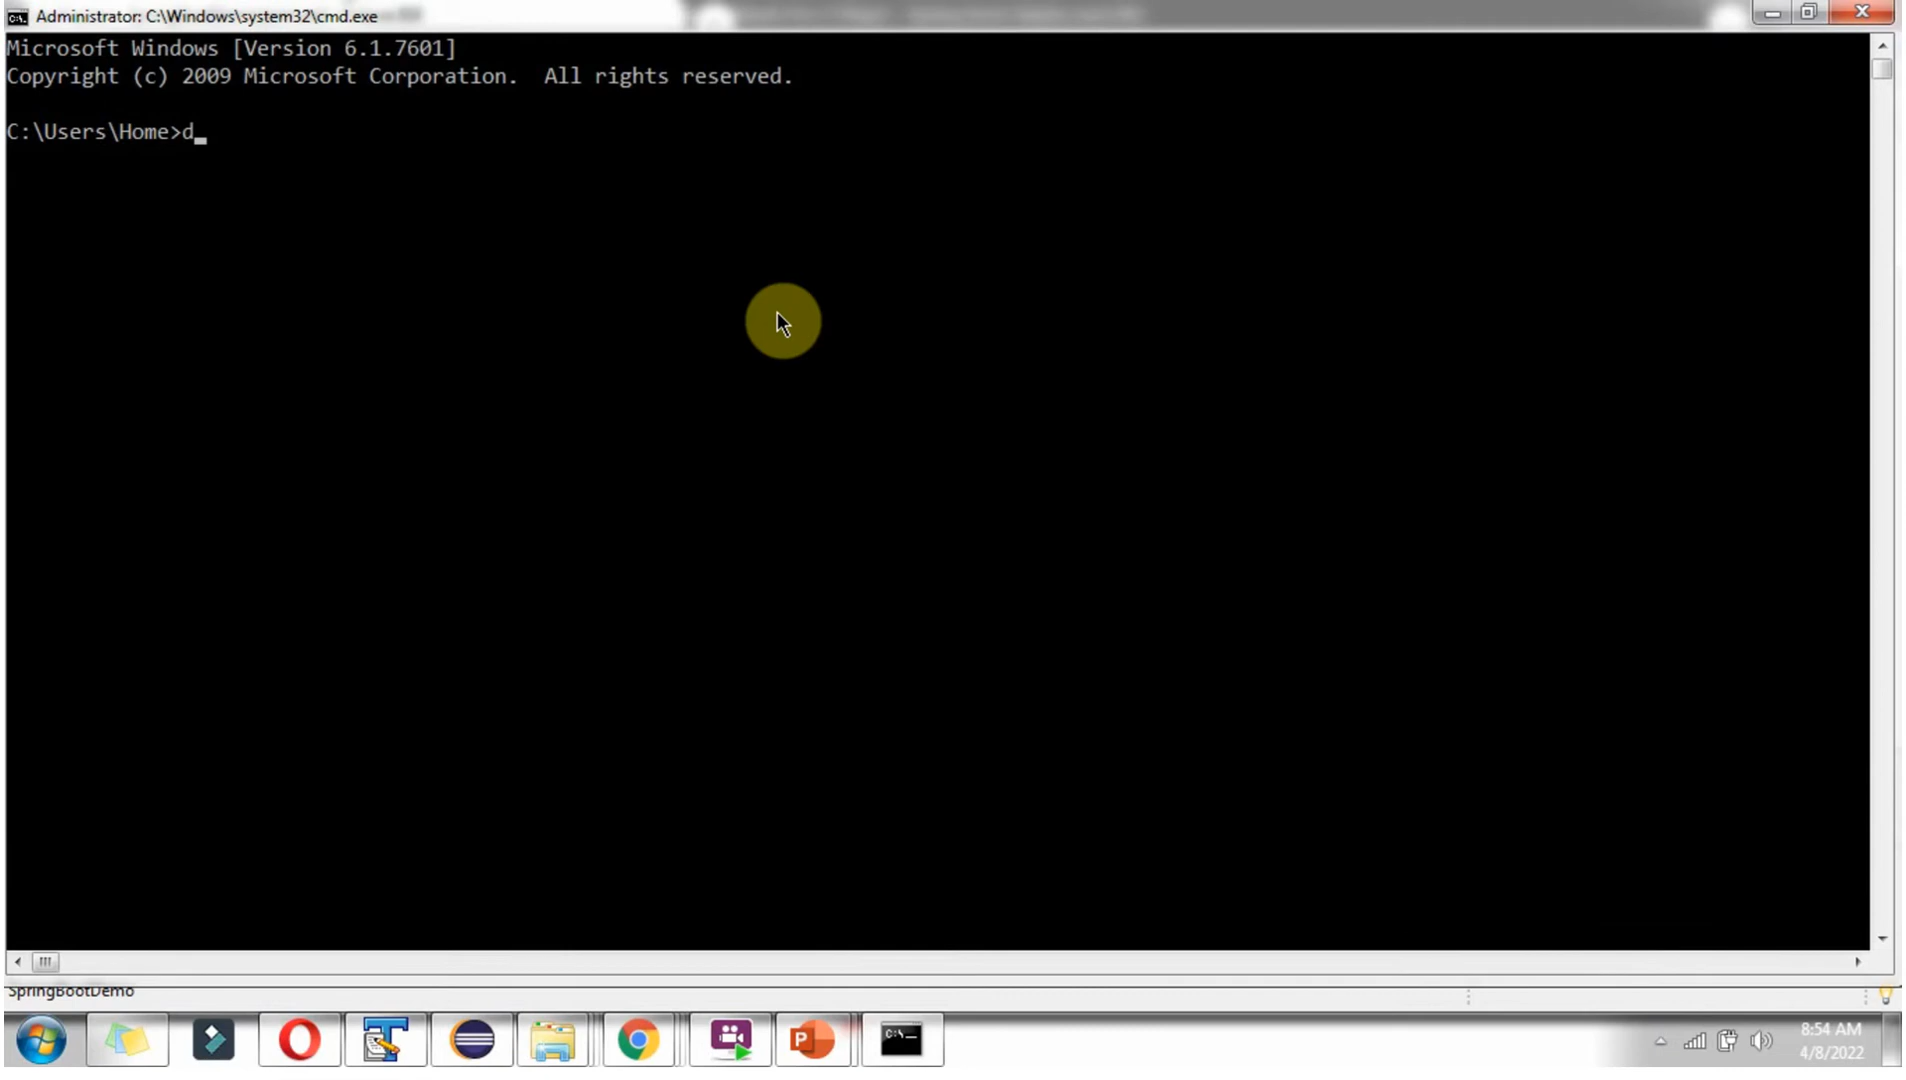 Administrator: C:\Windows\system32\cmd.exe
Microsoft Windows [Version 6.1.7601]
Copyright (c) 2009 Microsoft Corporation.  All rights reserved.
C:\Users\Home>d_
SpringBootDemo
8:54 AM
4/8/2022